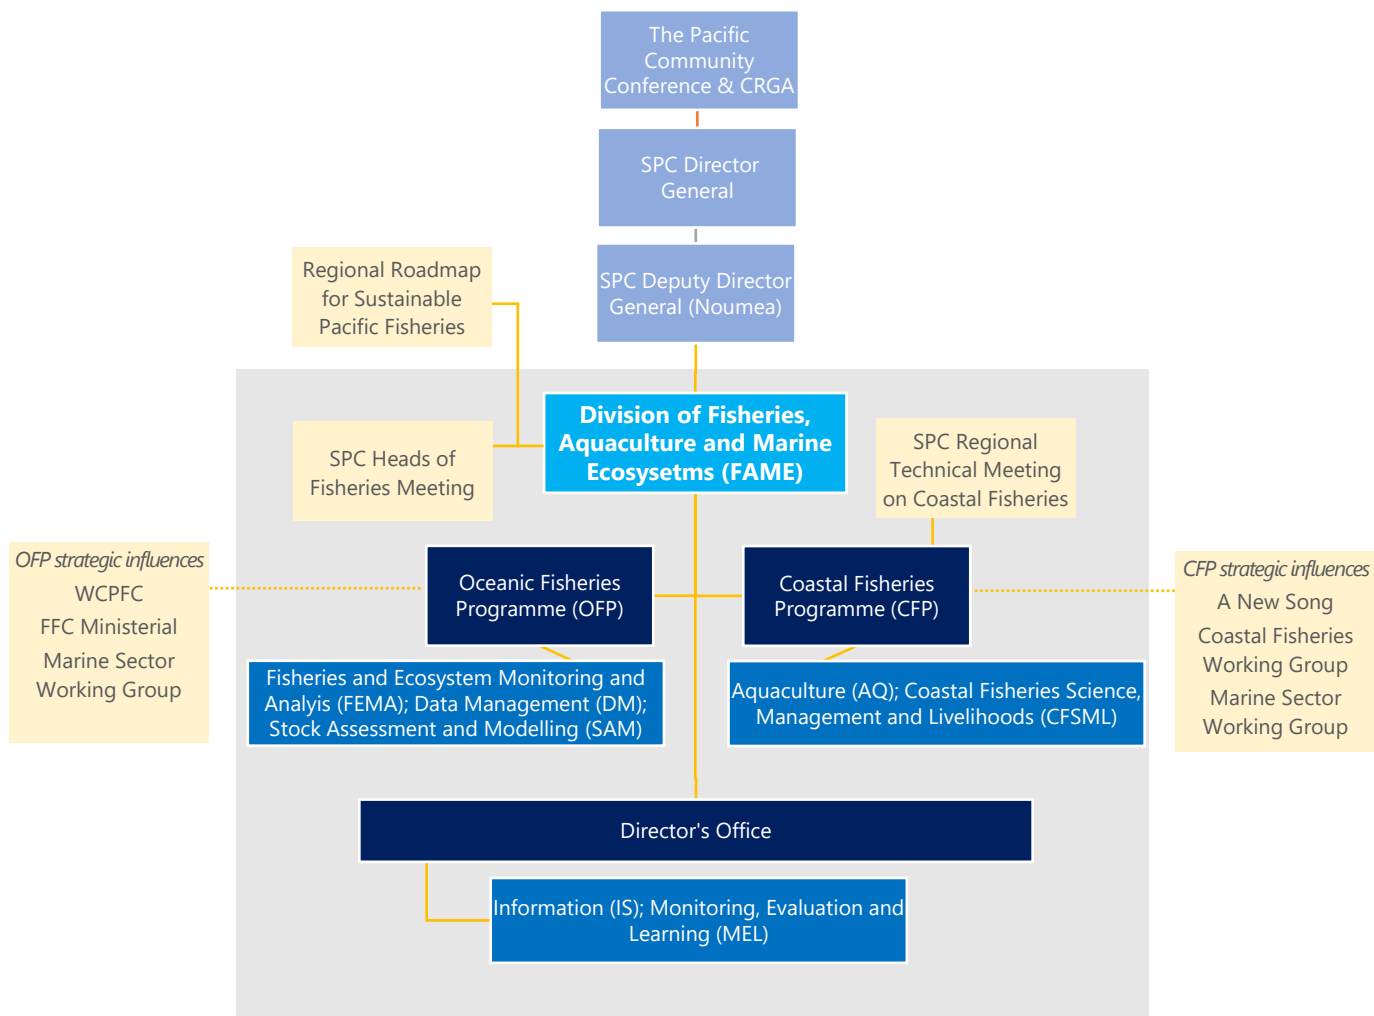 The Pacific
Community
Conference & CRGA
SPC Director
General
SPC Deputy Director
General (Noumea)
Regional Roadmap
for Sustainable
Pacific Fisheries
Division of Fisheries,
Aquaculture and Marine
Ecosysetms (FAME)
SPC Heads of
Fisheries Meeting
SPC Regional
Technical Meeting
on Coastal Fisheries
OFP strategic influences
WCPFC
FFC Ministerial
Marine Sector
Working Group
Oceanic Fisheries
Programme (OFP)
Coastal Fisheries
Programme (CFP)
CFP strategic influences
A New Song
Coastal Fisheries
Working Group
Marine Sector
Working Group
Fisheries and Ecosystem Monitoring and
Analyis (FEMA); Data Management (DM);
Stock Assessment and Modelling (SAM)
Aquaculture (AQ); Coastal Fisheries Science,
Management and Livelihoods (CFSML)
Director's Office
Information (IS); Monitoring, Evaluation and
Learning (MEL)